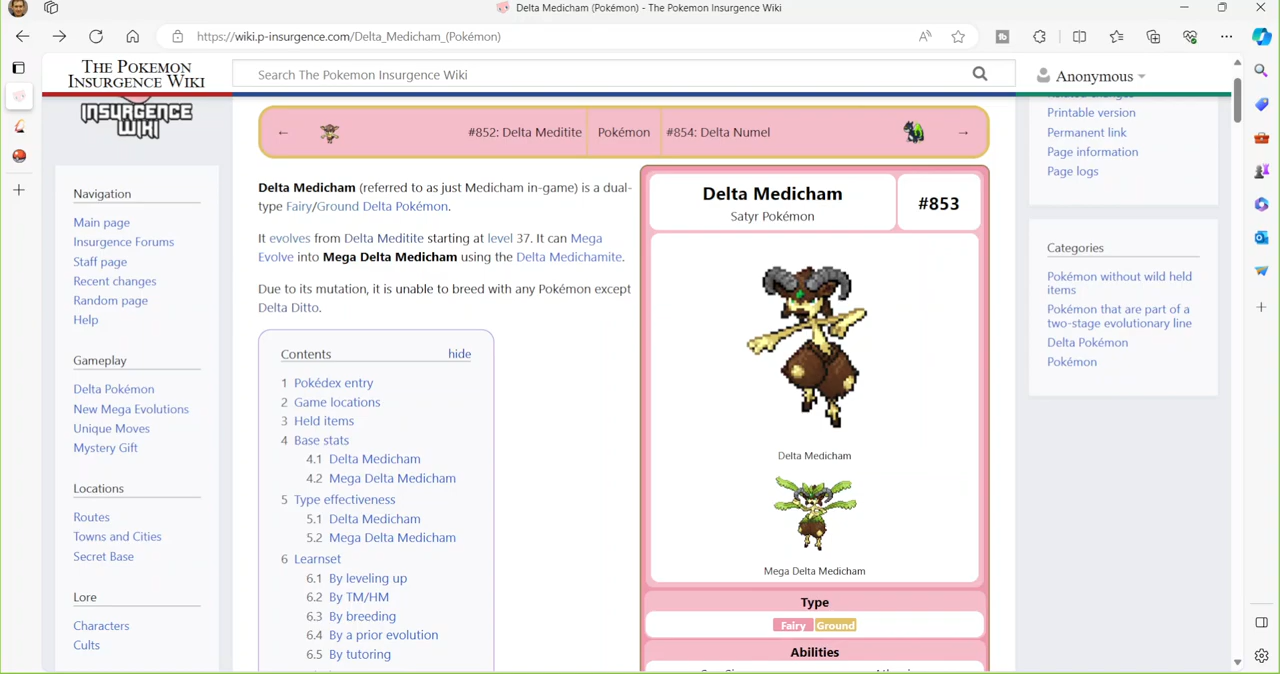 Delta Medicham (Pokémon) - The Pokemon Insurgence Wiki
https://wiki.p-insurgence.com/Delta_Medicham_(Pokémon)
THE POKEMON
INSURGENCE WIKI
Search The Pokemon Insurgence Wiki
Anonymous
INSURGENCE
WIKI
Navigation
Main page
Insurgence Forums
Staff page
Recent changes
Random page
Help
Gameplay
Delta Pokémon
New Mega Evolutions
Unique Moves
Mystery Gift
Locations
Routes
Towns and Cities
Secret Base
Lore
Characters
Cults
← #852: Delta Meditite Pokémon #854: Delta Numel →
Delta Medicham (referred to as just Medicham in-game) is a dual-
type Fairy/Ground Delta Pokémon.
It evolves from Delta Meditite starting at level 37. It can Mega
Evolve into Mega Delta Medicham using the Delta Medichamite.
Due to its mutation, it is unable to breed with any Pokémon except
Delta Ditto.
Contents hide
1 Pokédex entry
2 Game locations
3 Held items
4 Base stats
4.1 Delta Medicham
4.2 Mega Delta Medicham
5 Type effectiveness
5.1 Delta Medicham
5.2 Mega Delta Medicham
6 Learnset
6.1 By leveling up
6.2 By TM/HM
6.3 By breeding
6.4 By a prior evolution
6.5 By tutoring
Delta Medicham
Satyr Pokémon
#853
Delta Medicham
Mega Delta Medicham
Type
Fairy Ground
Abilities
Related changes
Printable version
Permanent link
Page information
Page logs
Categories
Pokémon without wild held
items
Pokémon that are part of a
two-stage evolutionary line
Delta Pokémon
Pokémon